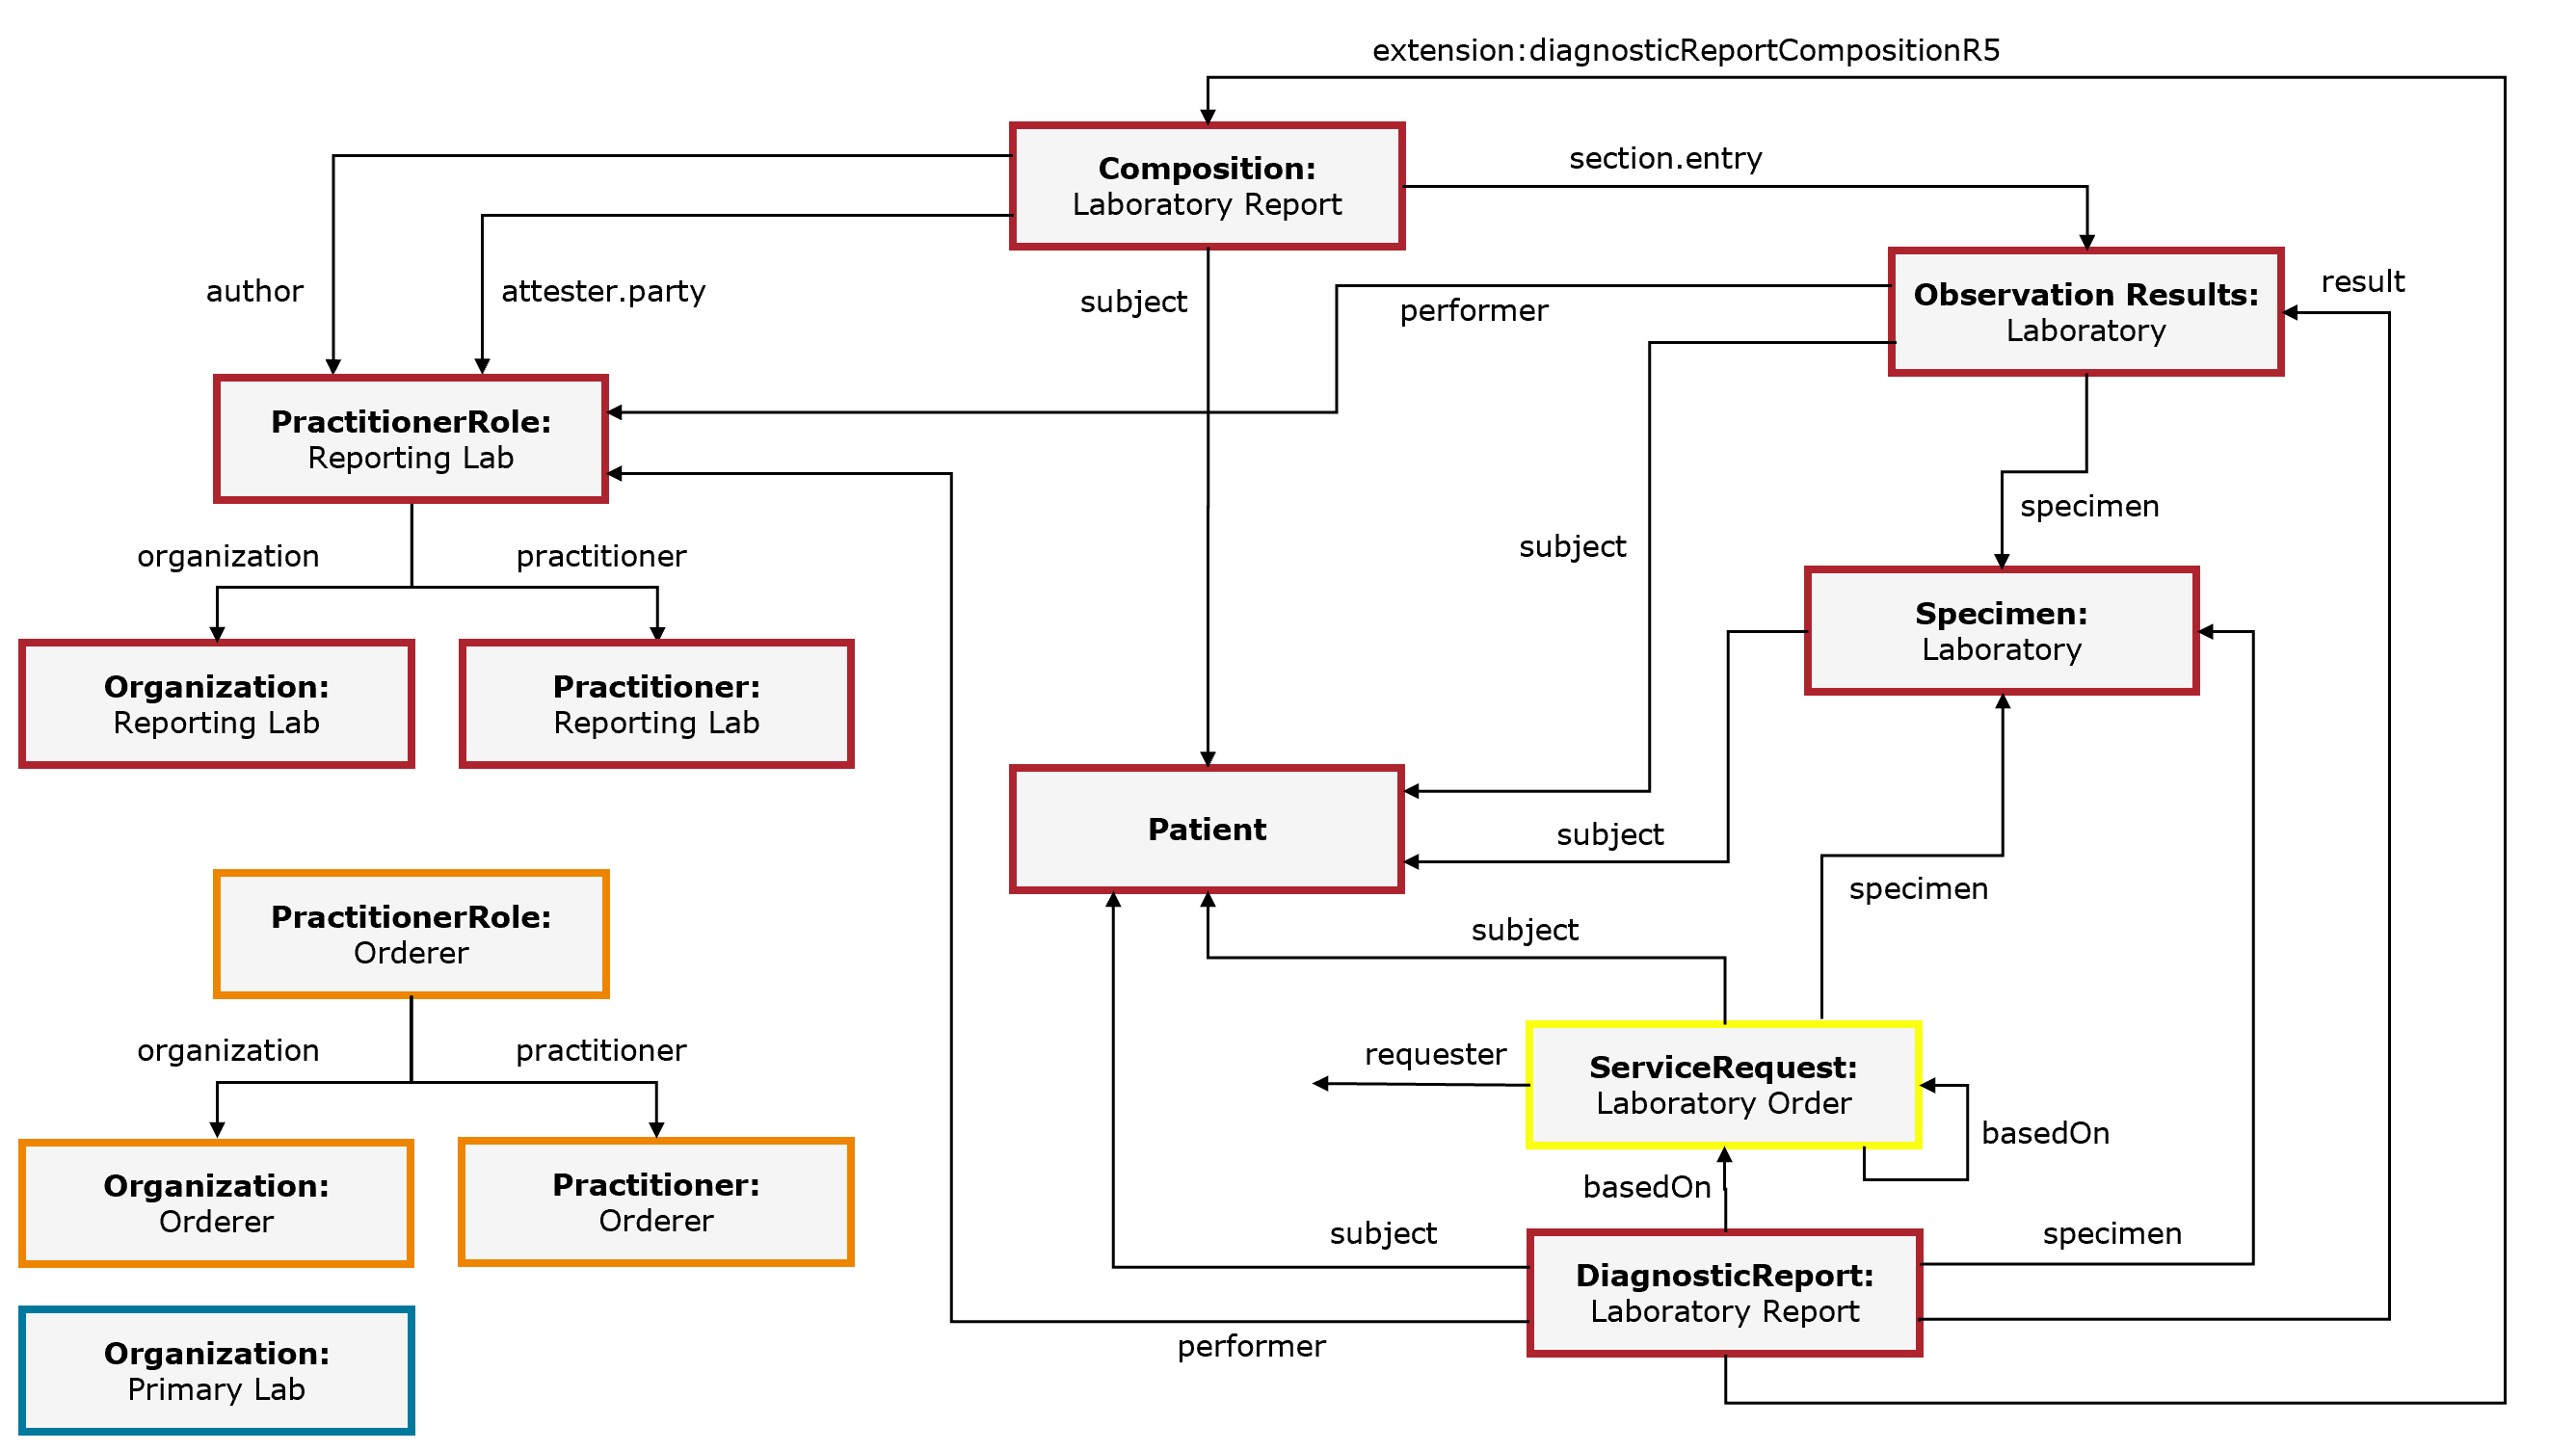 extension:diagnosticReportCompositionR5
Composition:
Laboratory Report
section.entry
author
attester.party
subject
performer
Observation Results:
Laboratory
result
PractitionerRole:
Reporting Lab
specimen
organization
practitioner
subject
Organization:
Reporting Lab
Practitioner:
Reporting Lab
Specimen:
Laboratory
Patient
subject
specimen
PractitionerRole:
Orderer
subject
organization
practitioner
requester
ServiceRequest:
Laboratory Order
basedOn
Organization:
Orderer
Practitioner:
Orderer
basedOn
subject
specimen
DiagnosticReport:
Laboratory Report
performer
Organization:
Primary Lab